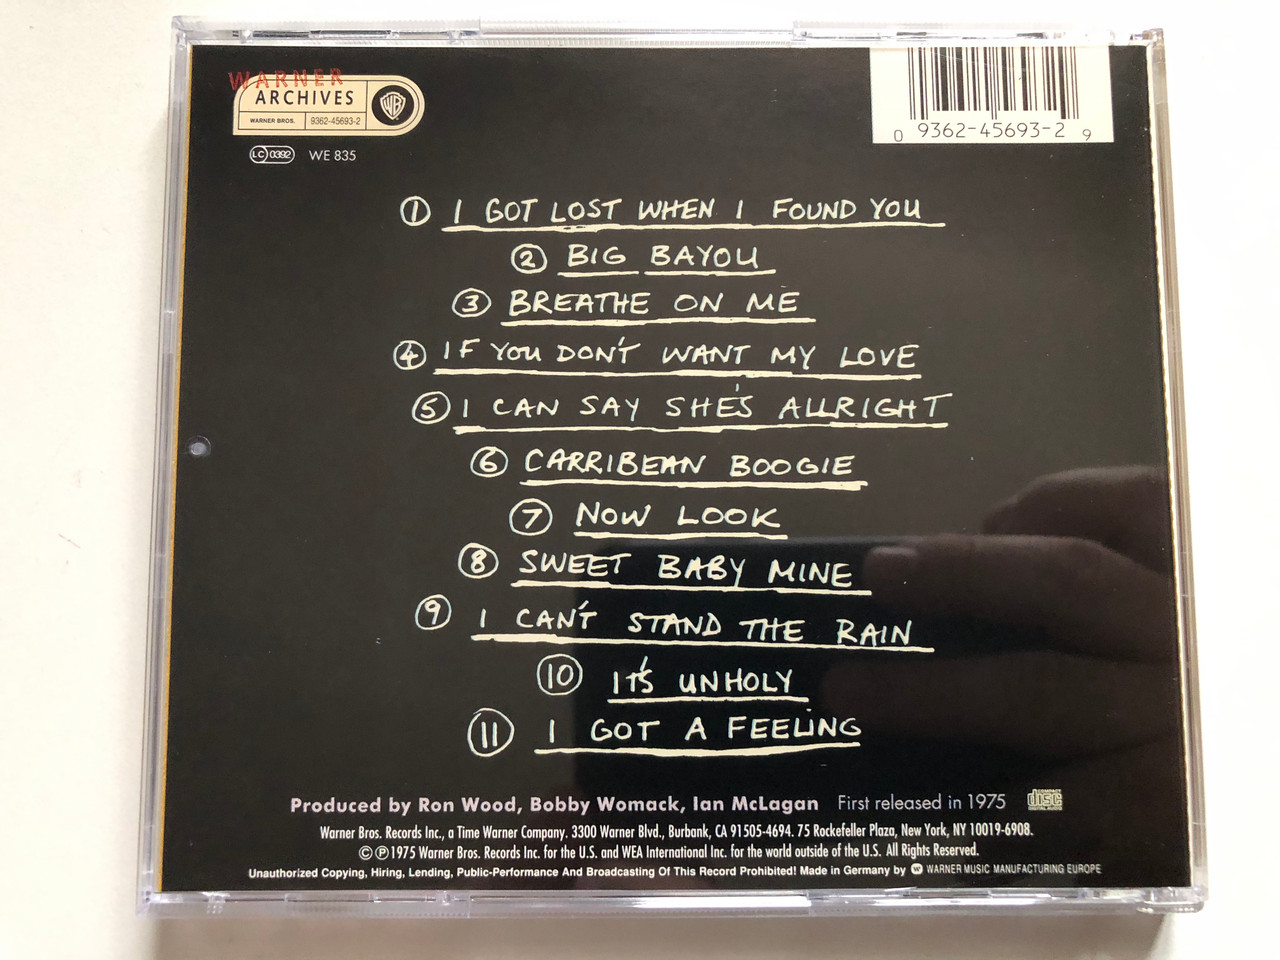 WARNER
ARCHIVES
WARNER BROS. 9362-45693-2
WB
LC 0392 WE 835
0 9362-45693-2 9
1 I GOT LOST WHEN I FOUND YOU
2 BIG BAYOU
3 BREATHE ON ME
4 IF YOU DON'T WANT MY LOVE
5 I CAN SAY SHE'S ALLRIGHT
6 CARRIBEAN BOOGIE
7 NOW LOOK
8 SWEET BABY MINE
9 I CAN'T STAND THE RAIN
10 IT'S UNHOLY
11 I GOT A FEELING
Produced by Ron Wood, Bobby Womack, Ian McLagan First released in 1975 COMPACT disc DIGITAL AUDIO
Warner Bros. Records Inc., a Time Warner Company. 3300 Warner Blvd., Burbank, CA 91505-4694. 75 Rockefeller Plaza, New York, NY 10019-6908.
© ℗ 1975 Warner Bros. Records Inc. for the U.S. and WEA International Inc. for the world outside of the U.S. All Rights Reserved.
Unauthorized Copying, Hiring, Lending, Public-Performance And Broadcasting Of This Record Prohibited! Made in Germany by WARNER MUSIC MANUFACTURING EUROPE